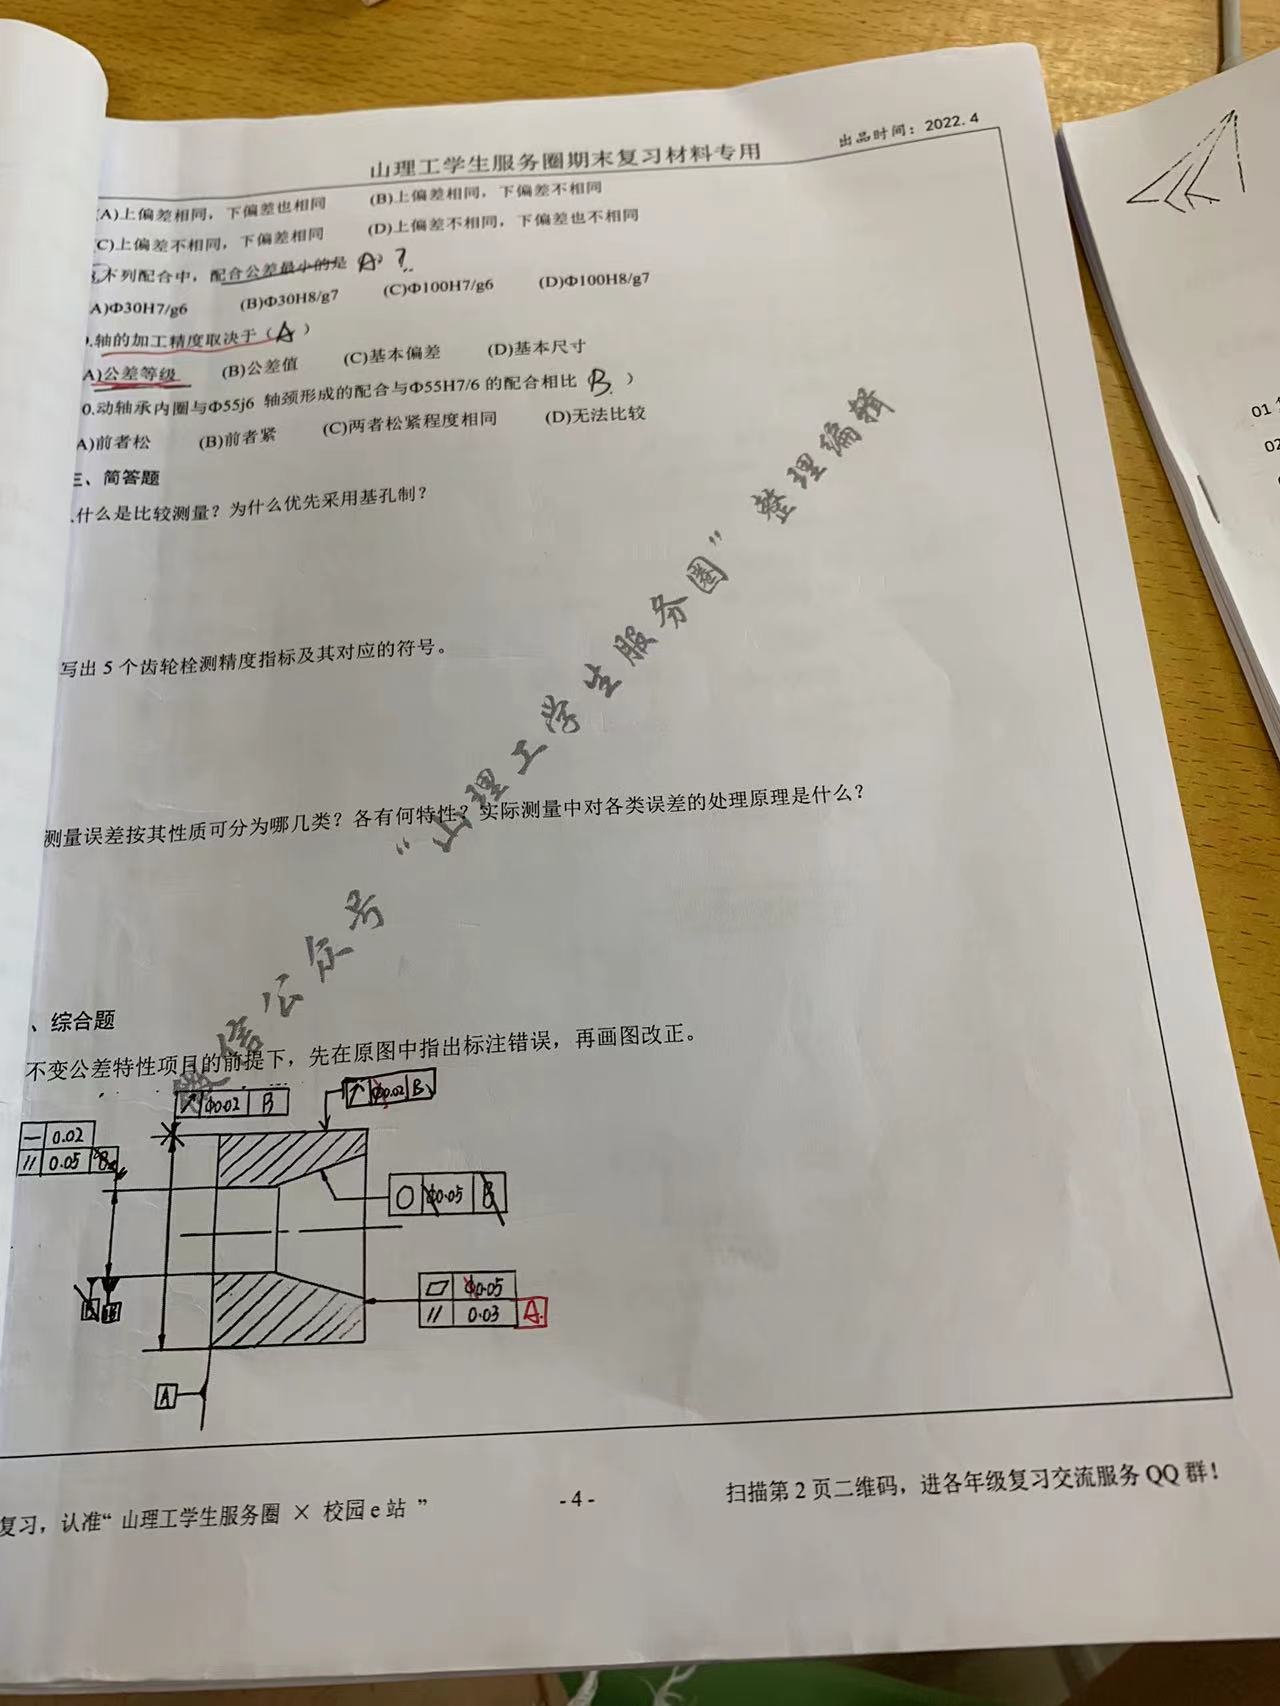 出品时间：2022.4
山理工学生服务圈期末复习材料专用
(A)上偏差相同，下偏差也相同 (B)上偏差相同，下偏差不相同
C)上偏差不相同，下偏差相同 (D)上偏差不相同，下偏差也不相同
下列配合中，配合公差最小的是 A ?
A)Φ30H7/g6 (B)Φ30H8/g7 (C)Φ100H7/g6 (D)Φ100H8/g7
.轴的加工精度取决于（A）
A)公差等级 (B)公差值 (C)基本偏差 (D)基本尺寸
0.动轴承内圈与Φ55j6 轴颈形成的配合与Φ55H7/6 的配合相比 B ）
A)前者松 (B)前者紧 (C)两者松紧程度相同 (D)无法比较
三、简答题
.什么是比较测量？为什么优先采用基孔制？
写出 5 个齿轮栓测精度指标及其对应的符号。
测量误差按其性质可分为哪几类？各有何特性？实际测量中对各类误差的处理原理是什么？
微信公众号“山理工学生服务圈”整理编辑
、综合题
不变公差特性项目的前提下，先在原图中指出标注错误，再画图改正。
↗ ϕ0.02 B
↗ ϕ0.02 B
— 0.02
// 0.05 B
○ ϕ0.05 B
▱ ϕ0.05
// 0.03 A
B B
A
复习，认准“ 山理工学生服务圈 × 校园 e 站 ”
- 4 -
扫描第 2 页二维码，进各年级复习交流服务 QQ 群！
01
02